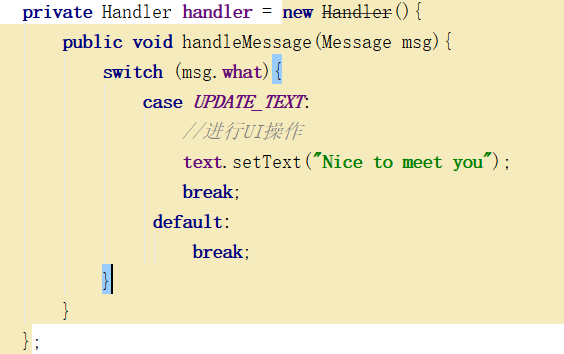 private Handler handler = new Handler(){
    public void handleMessage(Message msg){
        switch (msg.what){
            case UPDATE_TEXT:
                //进行UI操作
                text.setText("Nice to meet you");
                break;
             default:
                 break;
        }
    }
};